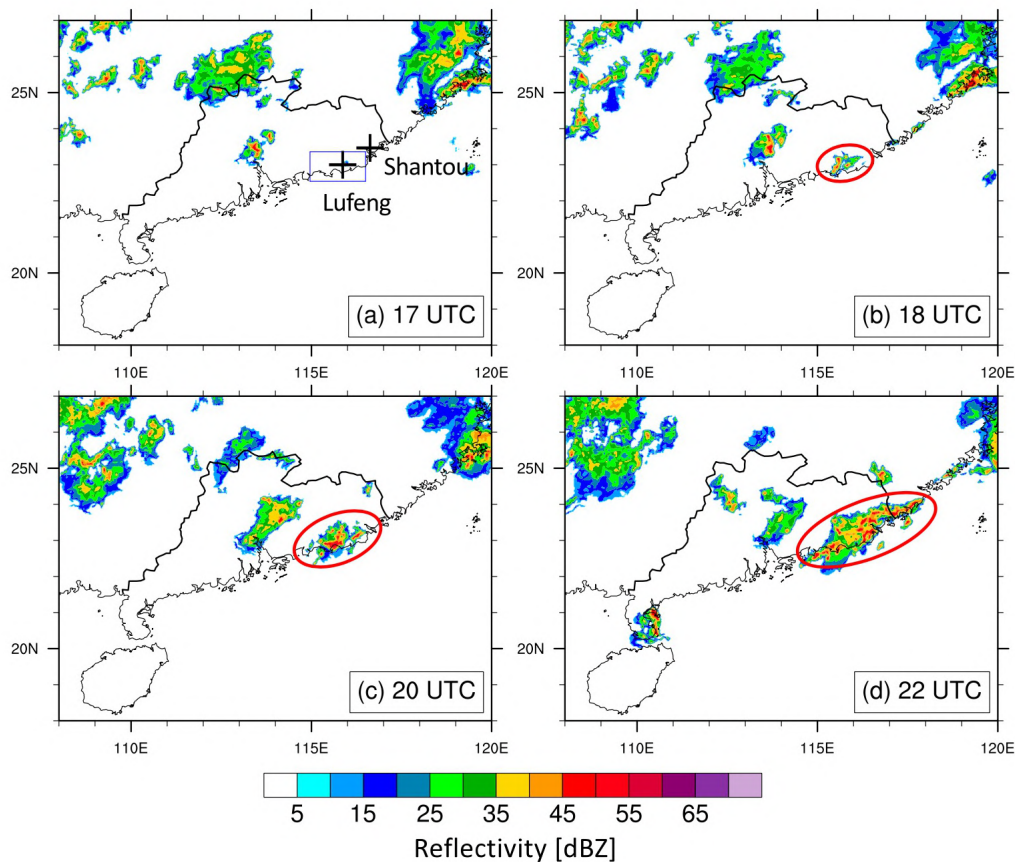 25N
20N
Shantou
Lufeng
(a) 17 UTC
110E
115E
120E
25N
20N
(b) 18 UTC
110E
115E
120E
25N
20N
(c) 20 UTC
110E
115E
120E
25N
20N
(d) 22 UTC
110E
115E
120E
5 15 25 35 45 55 65
Reflectivity [dBZ]